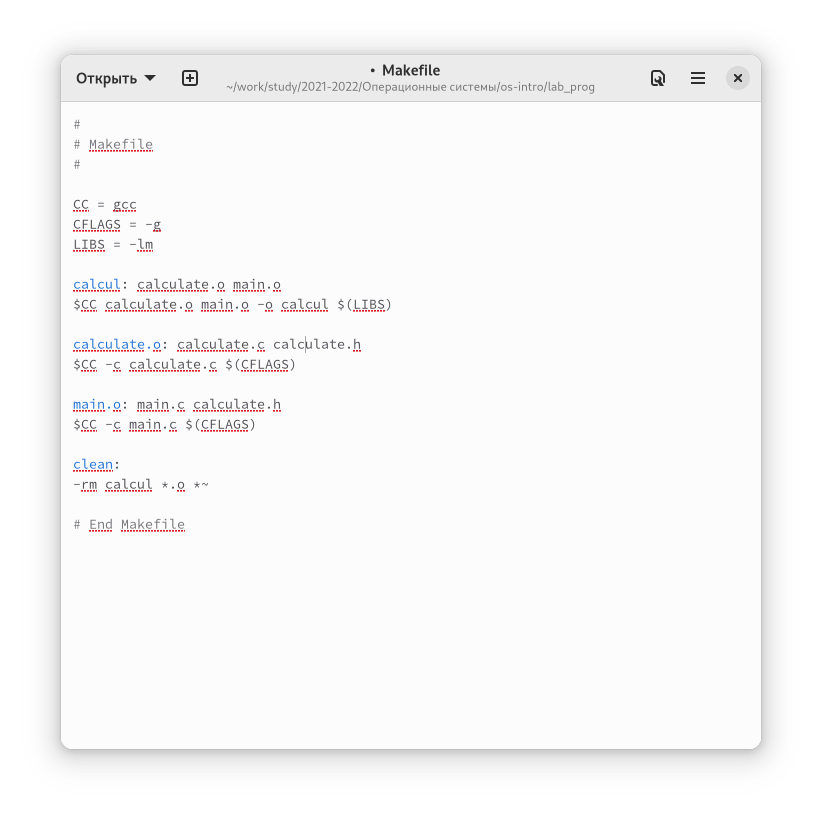 Открыть
• Makefile
~/work/study/2021-2022/Операционные системы/os-intro/lab_prog
#
# Makefile
#
CC = gcc
CFLAGS = -g
LIBS = -lm
calcul: calculate.o main.o
$CC calculate.o main.o -o calcul $(LIBS)
calculate.o: calculate.c calculate.h
$CC -c calculate.c $(CFLAGS)
main.o: main.c calculate.h
$CC -c main.c $(CFLAGS)
clean:
-rm calcul *.o *~
# End Makefile